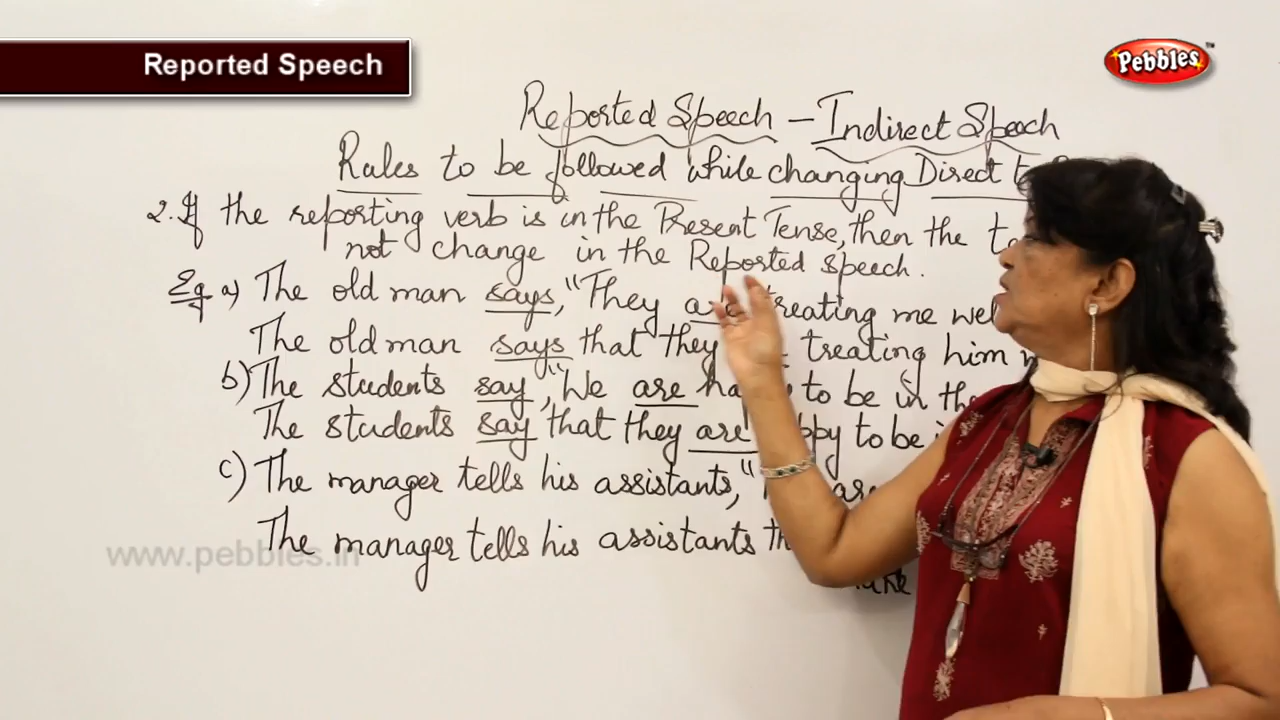 Reported Speech
Pebbles
Reported Speech - Indirect Speech
Rules to be followed while changing Direct
2. If the reporting verb is in the Present Tense, then the
not change in the Reported Speech.
Eg a) The old man says, "They are treating me
The old man says that they treating him
b) The students say, "We are to be in
The students say that they are to be
c) The manager tells his assistants, "
The manager tells his assistants
www.pebbles.in